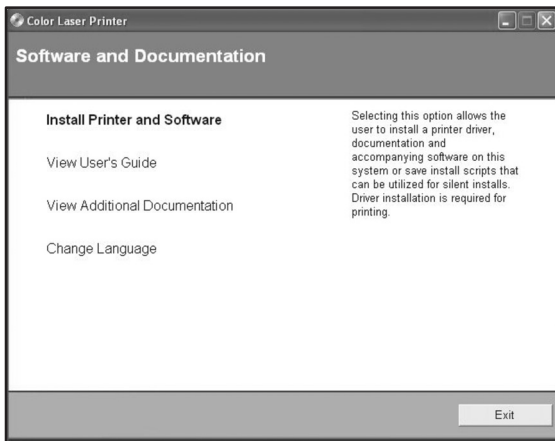 Color Laser Printer
Software and Documentation
Install Printer and Software
View User's Guide
View Additional Documentation
Change Language
Selecting this option allows the
user to install a printer driver,
documentation and
accompanying software on this
system or save install scripts that
can be utilized for silent installs.
Driver installation is required for
printing.
Exit